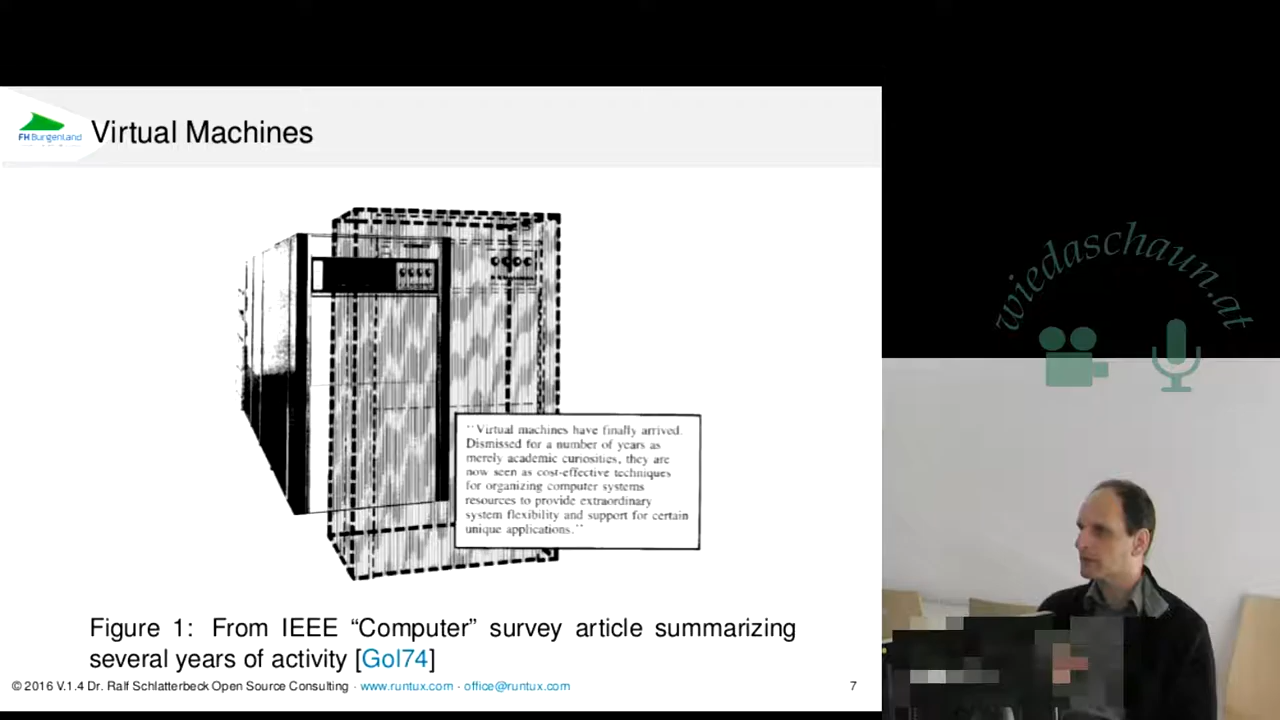 FH Burgenland
Virtual Machines
wiedaschaun.at
"Virtual machines have finally arrived.
Dismissed for a number of years as
merely academic curiosities, they are
now seen as cost-effective techniques
for organizing computer systems
resources to provide extraordinary
system flexibility and support for certain
unique applications."
Figure 1: From IEEE “Computer” survey article summarizing
several years of activity [Gol74]
© 2016 V.1.4 Dr. Ralf Schlatterbeck Open Source Consulting · www.runtux.com · office@runtux.com 7